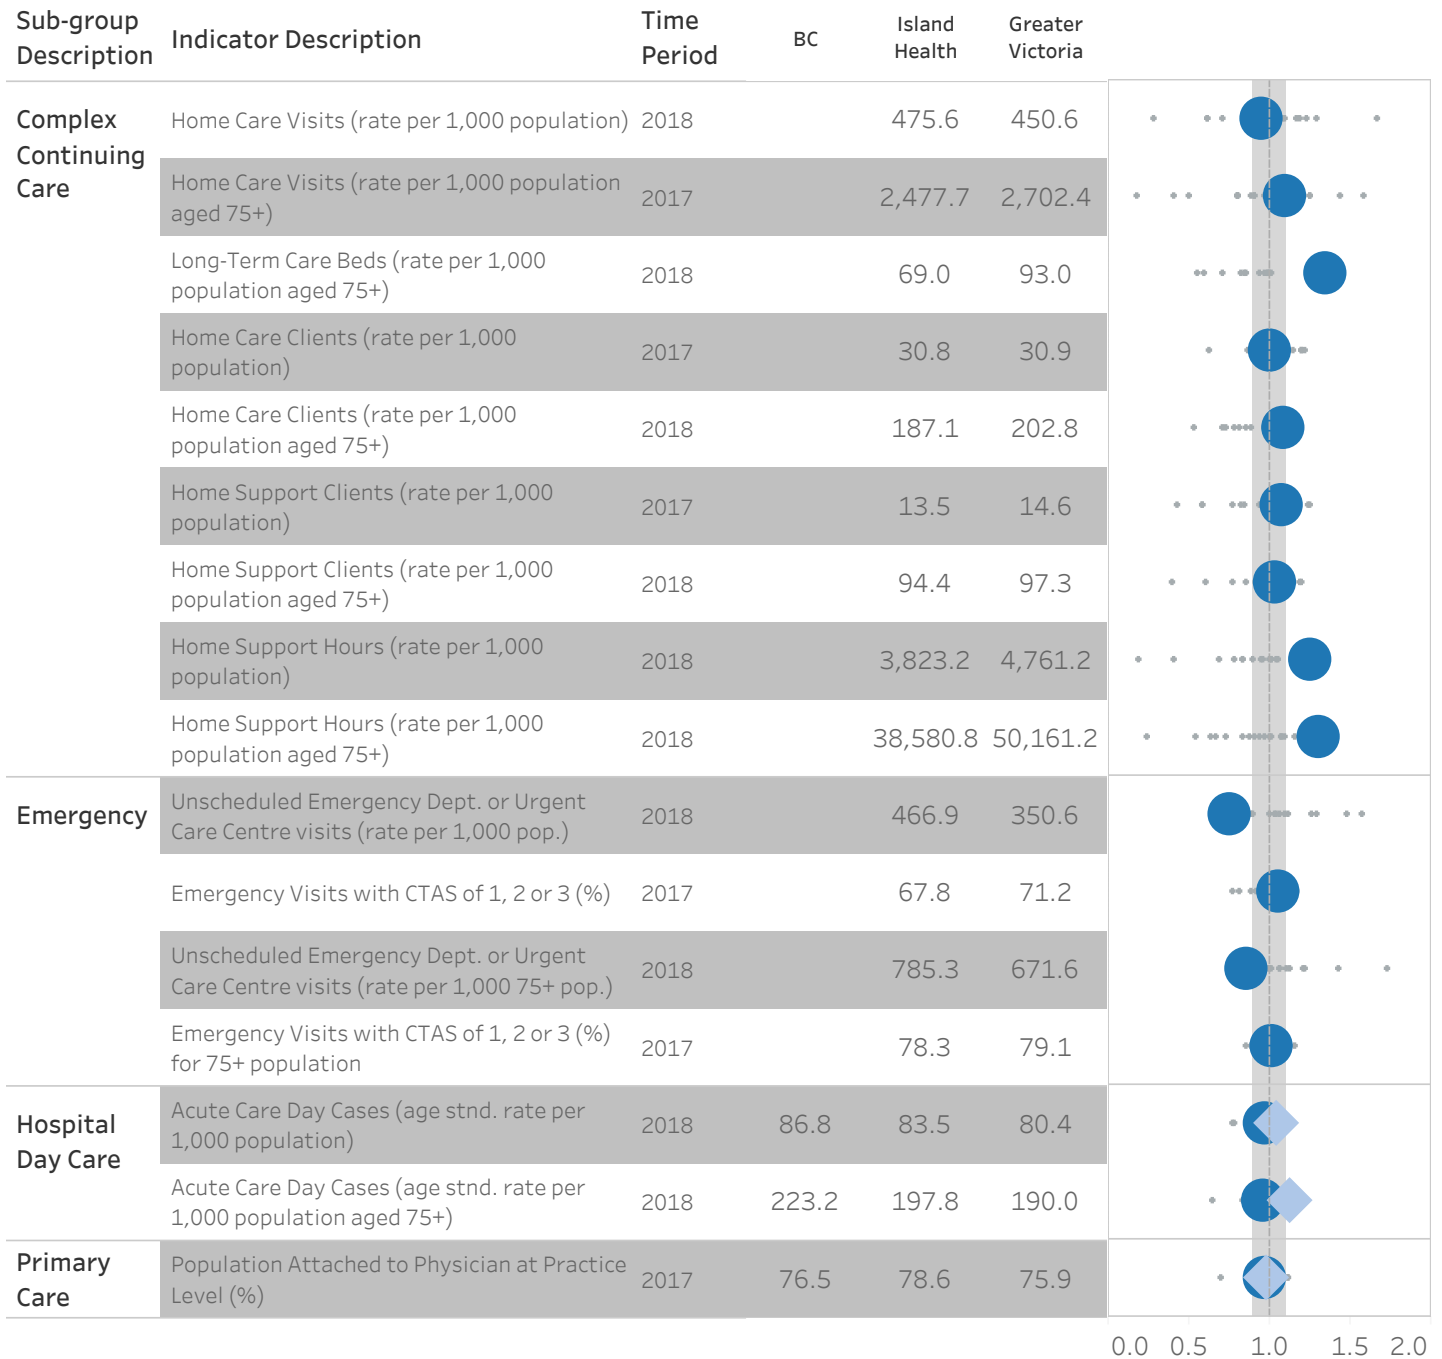 Sub-group Description
Indicator Description
Time Period
BC
Island Health
Greater Victoria
Complex Continuing Care
Home Care Visits (rate per 1,000 population) 2018 475.6 450.6
Home Care Visits (rate per 1,000 population
aged 75+)
2017 2,477.7 2,702.4
Long-Term Care Beds (rate per 1,000
population aged 75+)
2018 69.0 93.0
Home Care Clients (rate per 1,000
population)
2017 30.8 30.9
Home Care Clients (rate per 1,000
population aged 75+)
2018 187.1 202.8
Home Support Clients (rate per 1,000
population)
2017 13.5 14.6
Home Support Clients (rate per 1,000
population aged 75+)
2018 94.4 97.3
Home Support Hours (rate per 1,000
population)
2018 3,823.2 4,761.2
Home Support Hours (rate per 1,000
population aged 75+)
2018 38,580.8 50,161.2
Emergency
Unscheduled Emergency Dept. or Urgent
Care Centre visits (rate per 1,000 pop.)
2018 466.9 350.6
Emergency Visits with CTAS of 1, 2 or 3 (%) 2017 67.8 71.2
Unscheduled Emergency Dept. or Urgent
Care Centre visits (rate per 1,000 75+ pop.)
2018 785.3 671.6
Emergency Visits with CTAS of 1, 2 or 3 (%)
for 75+ population
2017 78.3 79.1
Hospital
Day Care
Acute Care Day Cases (age stnd. rate per
1,000 population)
2018 86.8 83.5 80.4
Acute Care Day Cases (age stnd. rate per
1,000 population aged 75+)
2018 223.2 197.8 190.0
Primary
Care
Population Attached to Physician at Practice
Level (%)
2017 76.5 78.6 75.9
0.0 0.5 1.0 1.5 2.0